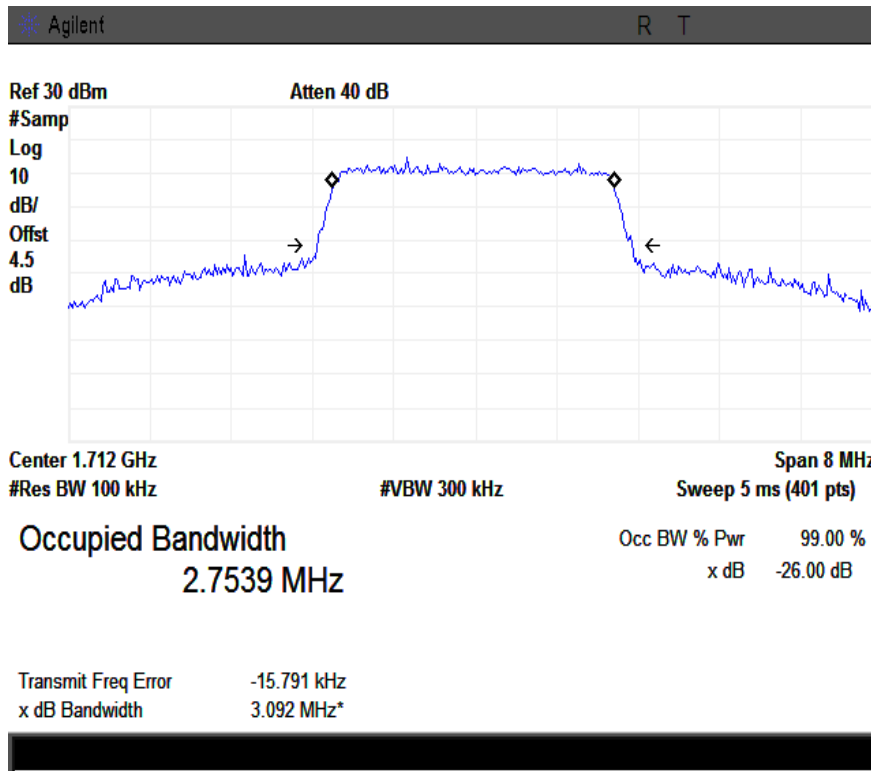 Agilent R T
Ref 30 dBm Atten 40 dB
#Samp
Log
10
dB/
Offst
4.5
dB
Center 1.712 GHz Span 8 MHz
#Res BW 100 kHz #VBW 300 kHz Sweep 5 ms (401 pts)
Occupied Bandwidth Occ BW % Pwr 99.00 %
2.7539 MHz x dB -26.00 dB
Transmit Freq Error -15.791 kHz
x dB Bandwidth 3.092 MHz*